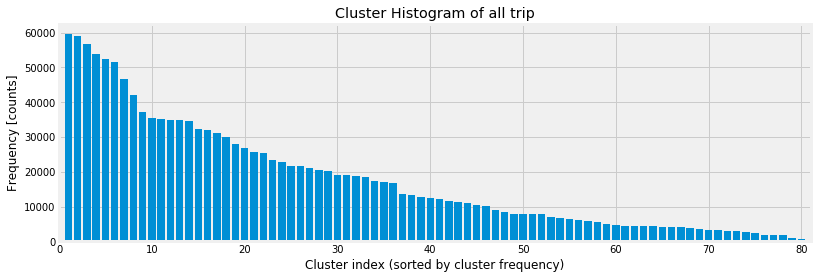 Cluster Histogram of all trip
Frequency [counts]
60000
50000
40000
30000
20000
10000
0
0 10 20 30 40 50 60 70 80
Cluster index (sorted by cluster frequency)